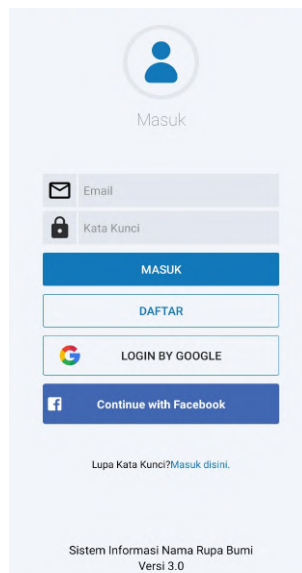 Masuk
Email
Kata Kunci
MASUK
DAFTAR
LOGIN BY GOOGLE
Continue with Facebook
Lupa Kata Kunci?Masuk disini.
Sistem Informasi Nama Rupa Bumi
Versi 3.0